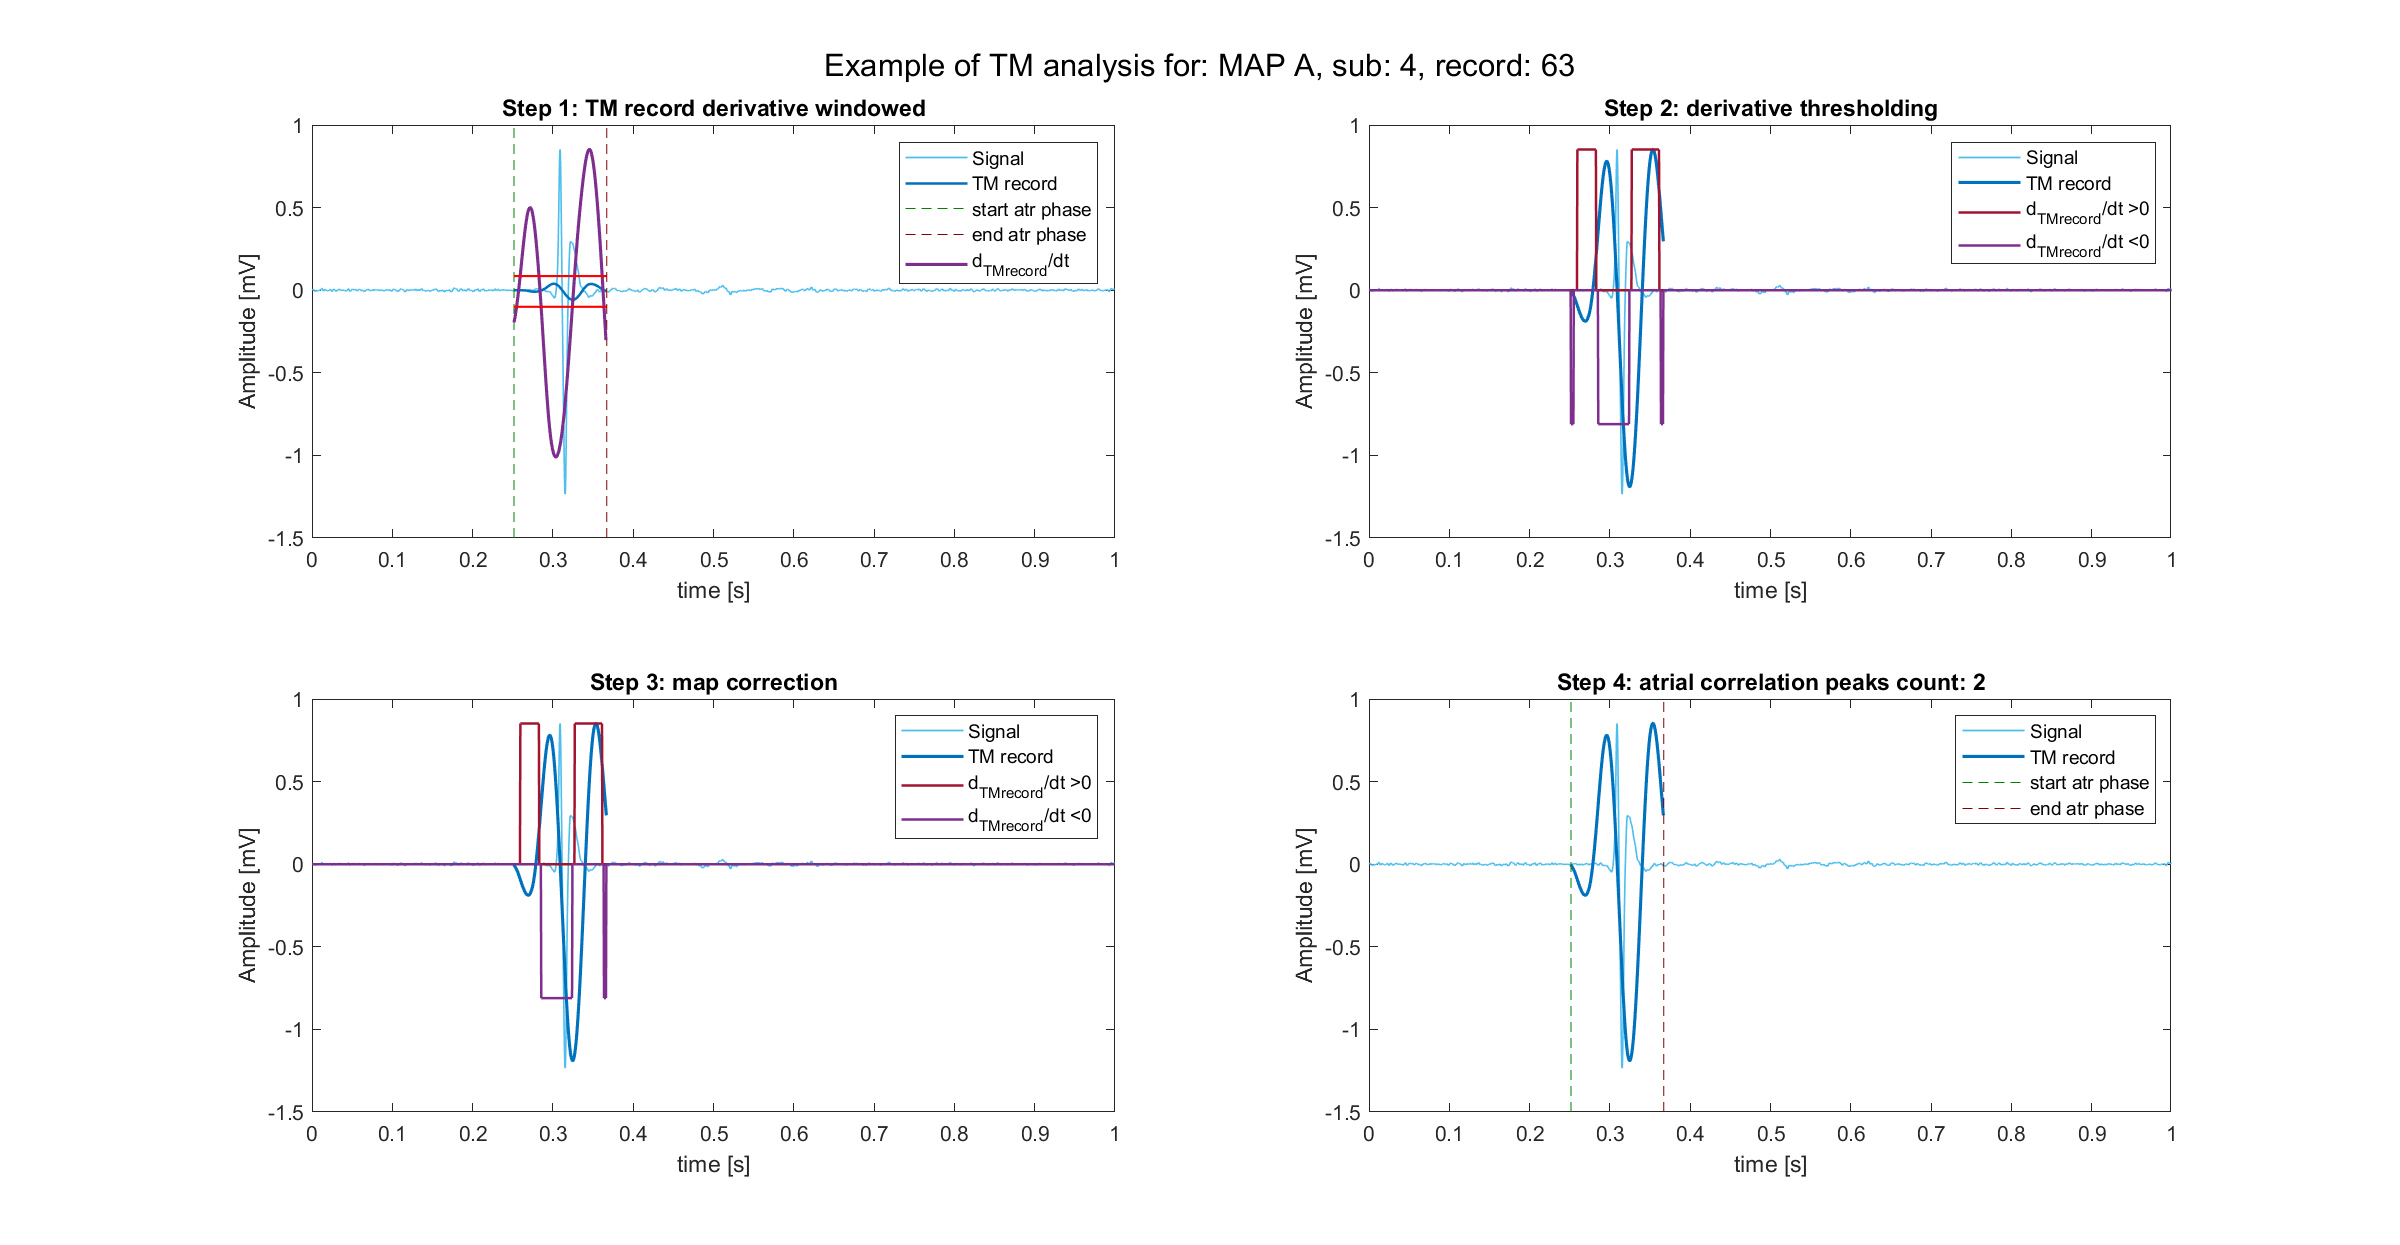 Example of TM analysis for: MAP A, sub: 4, record: 63
Step 1: TM record derivative windowed
1
0.5
0
-0.5
-1
-1.5
Amplitude [mV]
0 0.1 0.2 0.3 0.4 0.5 0.6 0.7 0.8 0.9 1
time [s]
Signal
TM record
start atr phase
end atr phase
dTMrecord/dt
Step 2: derivative thresholding
1
0.5
0
-0.5
-1
-1.5
Amplitude [mV]
0 0.1 0.2 0.3 0.4 0.5 0.6 0.7 0.8 0.9 1
time [s]
Signal
TM record
dTMrecord/dt >0
dTMrecord/dt <0
Step 3: map correction
1
0.5
0
-0.5
-1
-1.5
Amplitude [mV]
0 0.1 0.2 0.3 0.4 0.5 0.6 0.7 0.8 0.9 1
time [s]
Signal
TM record
dTMrecord/dt >0
dTMrecord/dt <0
Step 4: atrial correlation peaks count: 2
1
0.5
0
-0.5
-1
-1.5
Amplitude [mV]
0 0.1 0.2 0.3 0.4 0.5 0.6 0.7 0.8 0.9 1
time [s]
Signal
TM record
start atr phase
end atr phase